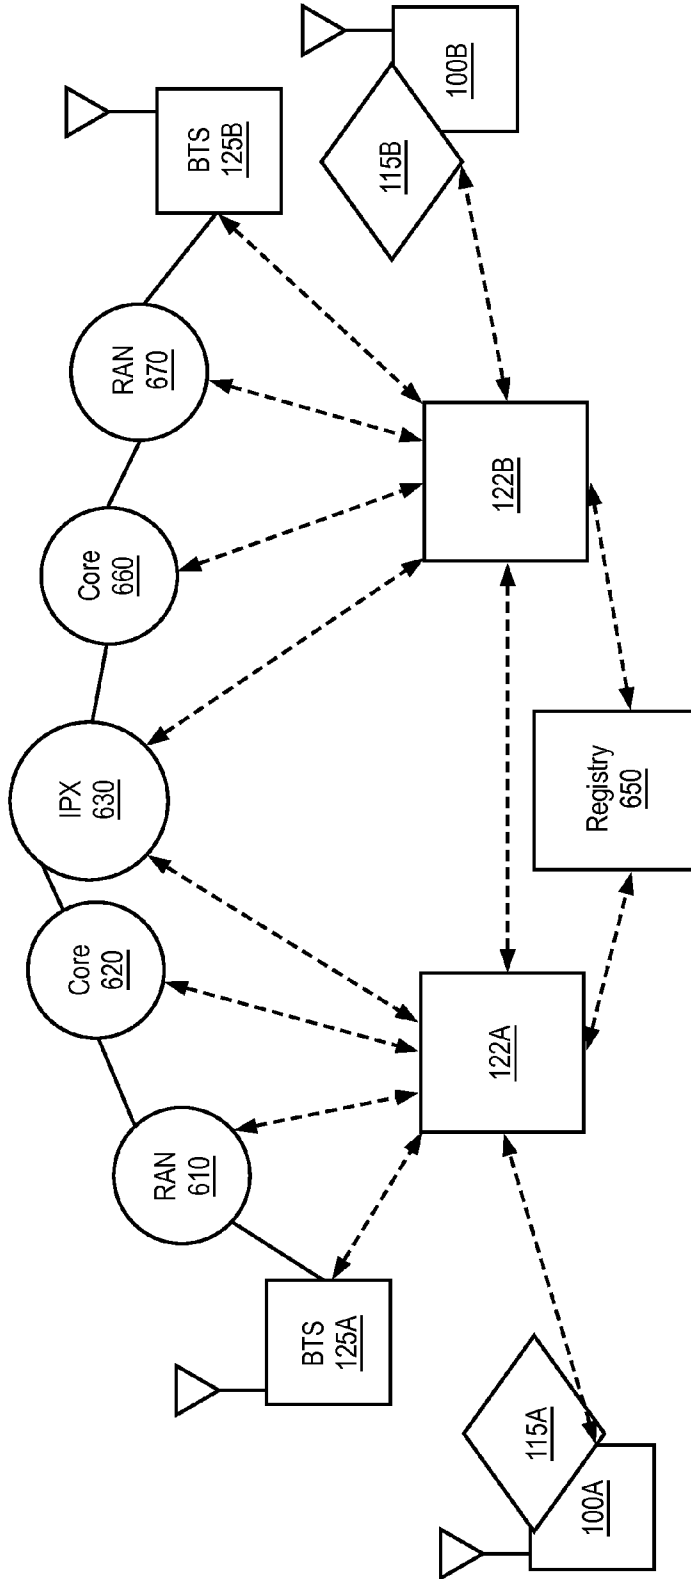 IPX
630
Core
620
Core
660
RAN
610
RAN
670
BTS
125A
BTS
125B
115A
100A
122A
122B
115B
100B
Registry
650